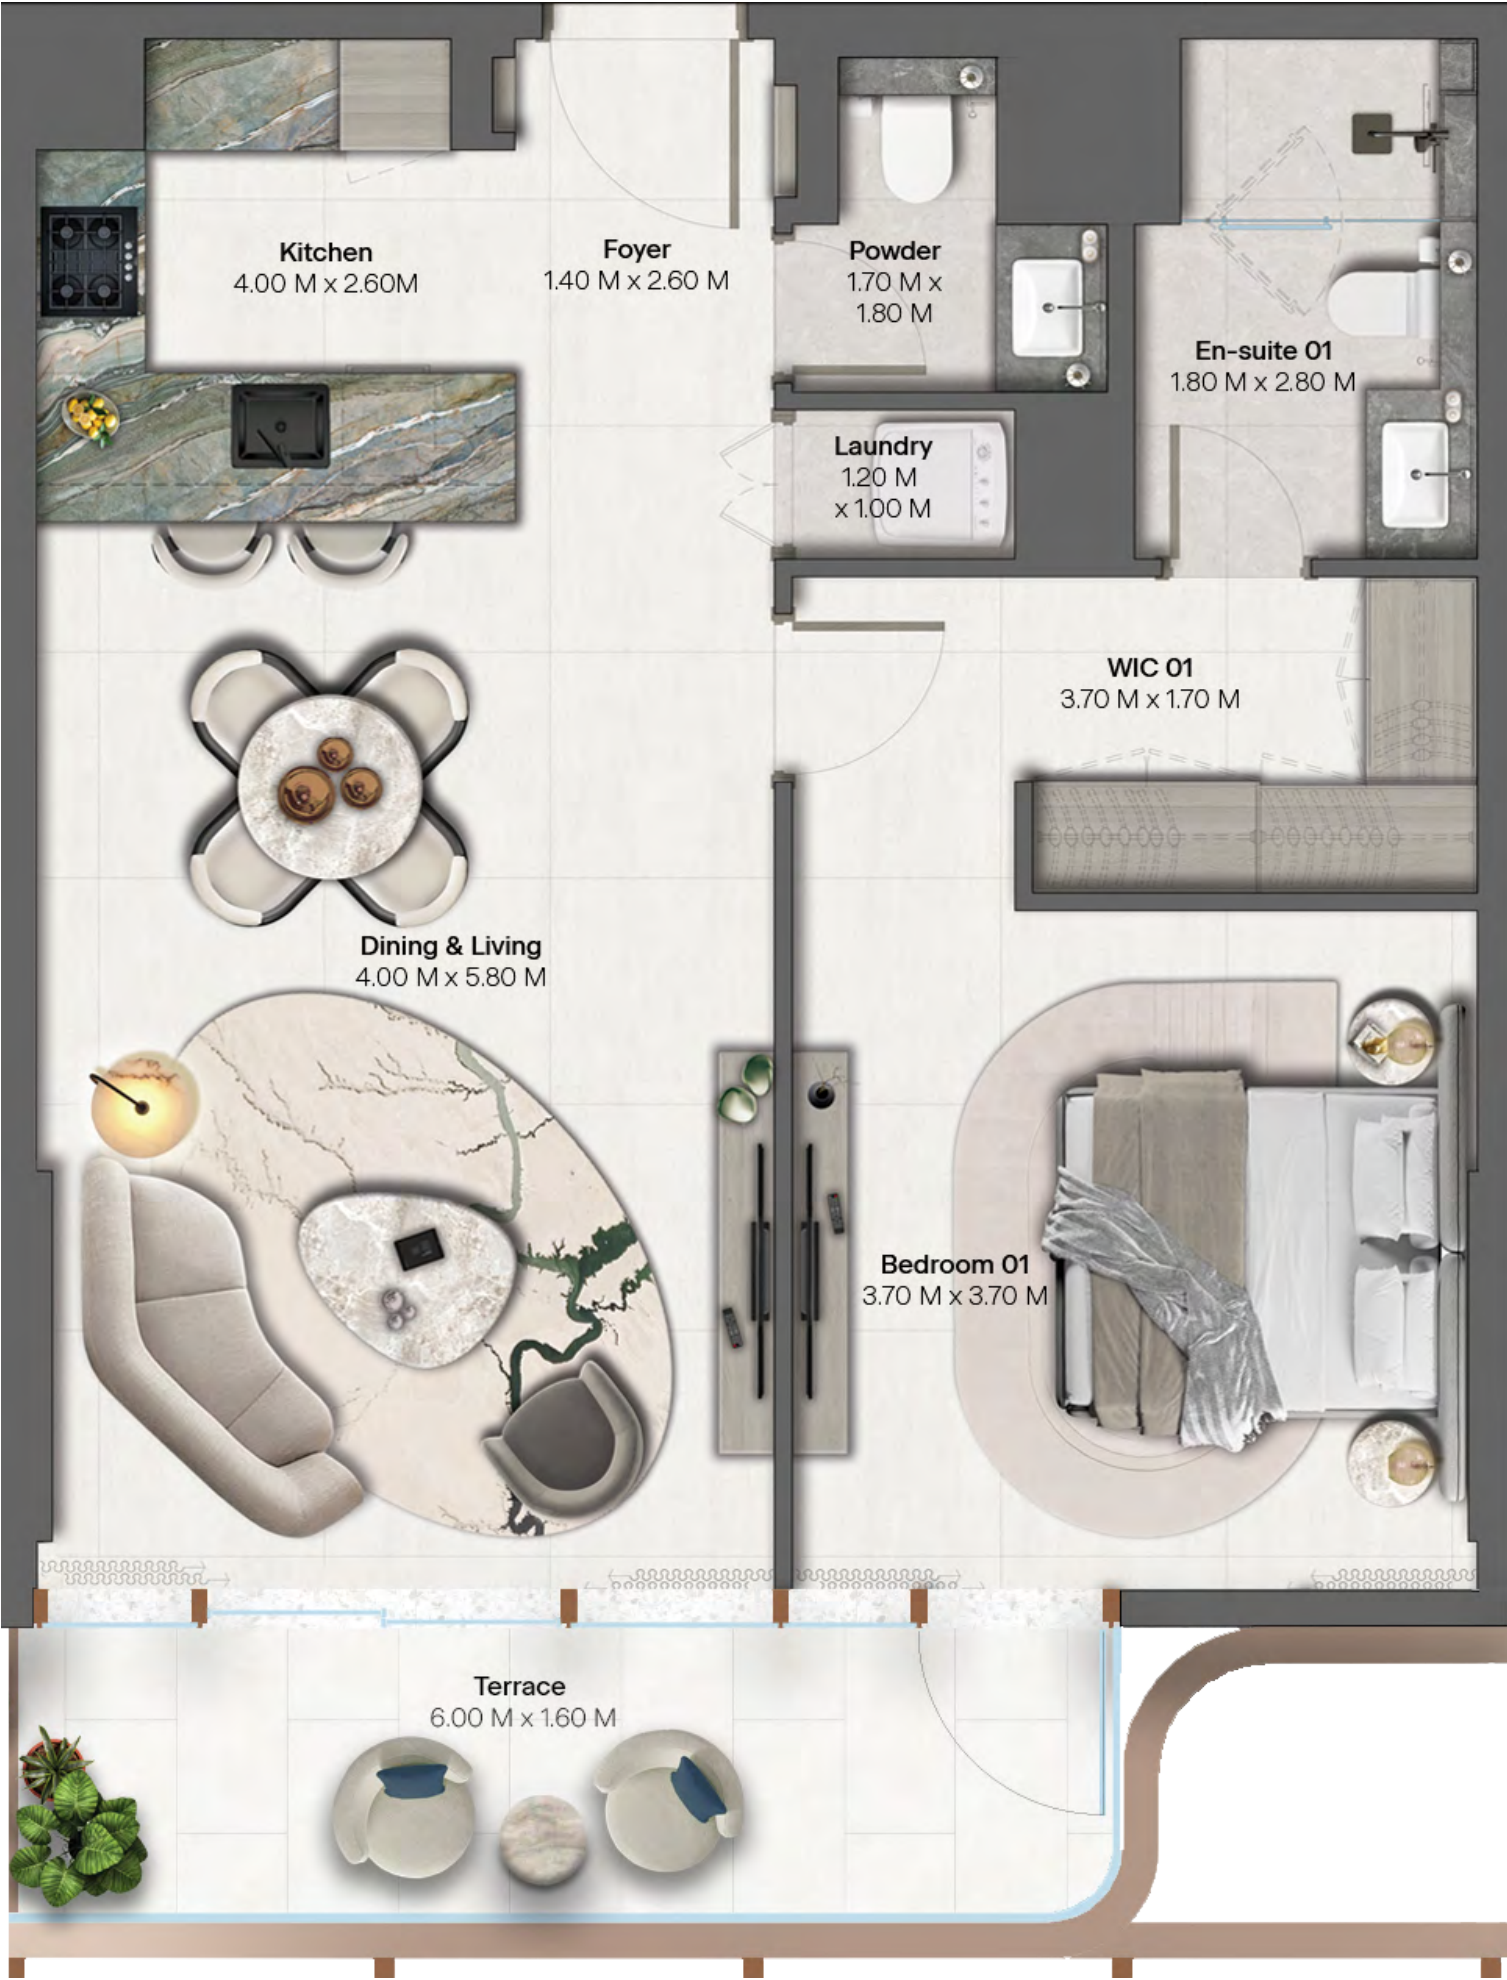 Kitchen
4.00 M x 2.60M
Foyer
1.40 M x 2.60 M
Powder
1.70 M x
1.80 M
En-suite 01
1.80 M x 2.80 M
Laundry
1.20 M
x 1.00 M
WIC 01
3.70 M x 1.70 M
Dining & Living
4.00 M x 5.80 M
Bedroom 01
3.70 M x 3.70 M
Terrace
6.00 M x 1.60 M